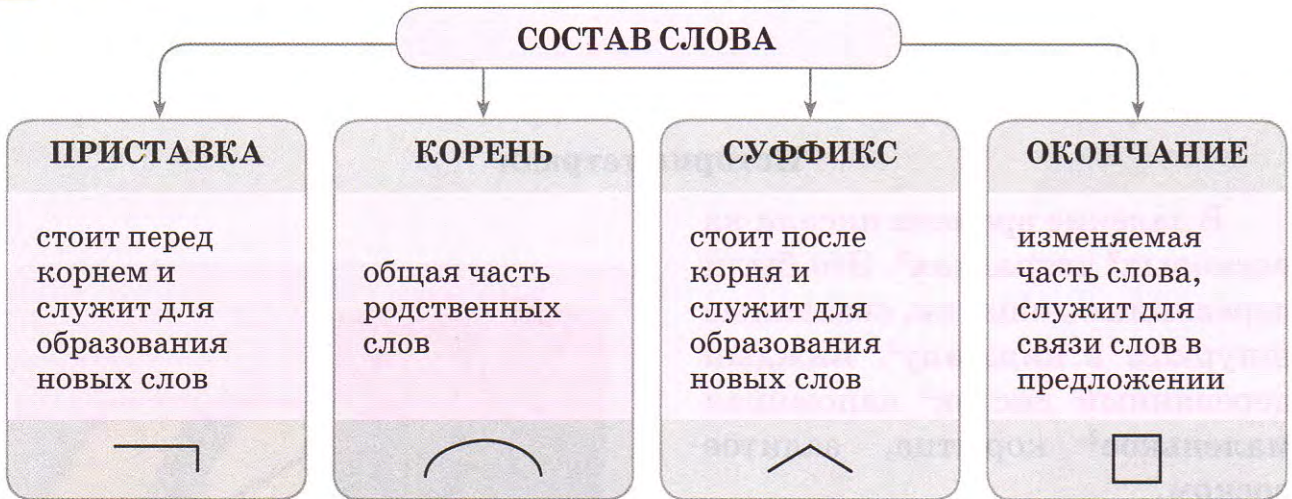 СОСТАВ СЛОВА
ПРИСТАВКА
стоит перед
корнем и
служит для
образования
новых слов
КОРЕНЬ
общая часть
родственных
слов
СУФФИКС
стоит после
корня и
служит для
образования
новых слов
ОКОНЧАНИЕ
изменяемая
часть слова,
служит для
связи слов в
предложении